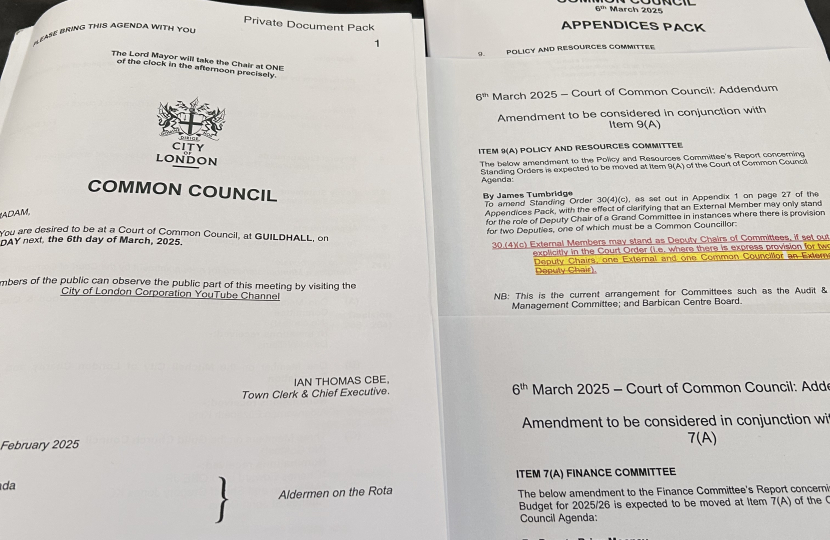 PLEASE BRING THIS AGENDA WITH YOU
Private Document Pack
1
The Lord Mayor will take the Chair at ONE
of the clock in the afternoon precisely.
DOMINE DIRIGE NOS
CITY
OF
LONDON
COMMON COUNCIL
MADAM,
You are desired to be at a Court of Common Council, at GUILDHALL, on
DAY next, the 6th day of March, 2025.
mbers of the public can observe the public part of this meeting by visiting the
City of London Corporation YouTube Channel
IAN THOMAS CBE,
Town Clerk & Chief Executive.
February 2025
nda
}
Aldermen on the Rota
COMMON COUNCIL
6th March 2025
APPENDICES PACK
9. POLICY AND RESOURCES COMMITTEE
6th March 2025 – Court of Common Council: Addendum
Amendment to be considered in conjunction with
Item 9(A)
ITEM 9(A) POLICY AND RESOURCES COMMITTEE
The below amendment to the Policy and Resources Committee's Report concerning
Standing Orders is expected to be moved at Item 9(A) of the Court of Common Council
Agenda:
By James Tumbridge
To amend Standing Order 30(4)(c), as set out in Appendix 1 on page 27 of the
Appendices Pack, with the effect of clarifying that an External Member may only stand
for the role of Deputy Chair of a Grand Committee in instances where there is provision
for two Deputies, one of which must be a Common Councillor:
30.(4)(c) External Members may stand as Deputy Chairs of Committees, if set out
explicitly in the Court Order (i.e. where there is express provision for two
Deputy Chairs, one External and one Common Councillor an External
Deputy Chair).
NB: This is the current arrangement for Committees such as the Audit &
Management Committee; and Barbican Centre Board.
6th March 2025 – Court of Common Council: Adde
Amendment to be considered in conjunction wit
7(A)
ITEM 7(A) FINANCE COMMITTEE
The below amendment to the Finance Committee's Report concerni
Budget for 2025/26 is expected to be moved at Item 7(A) of the C
Council Agenda: